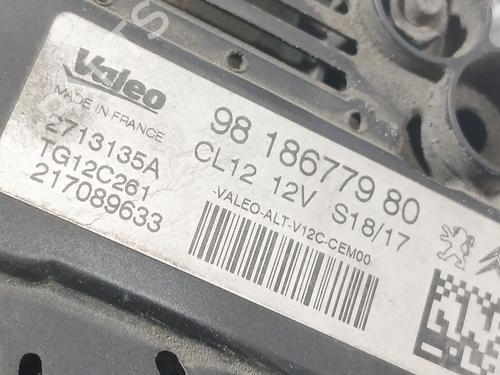 Valeo
MADE IN FRANCE
2713135A
TG12C261
217089633
98 186779 80
CL12 12V S18/17
-VALEO-ALT-V12C-CEM00